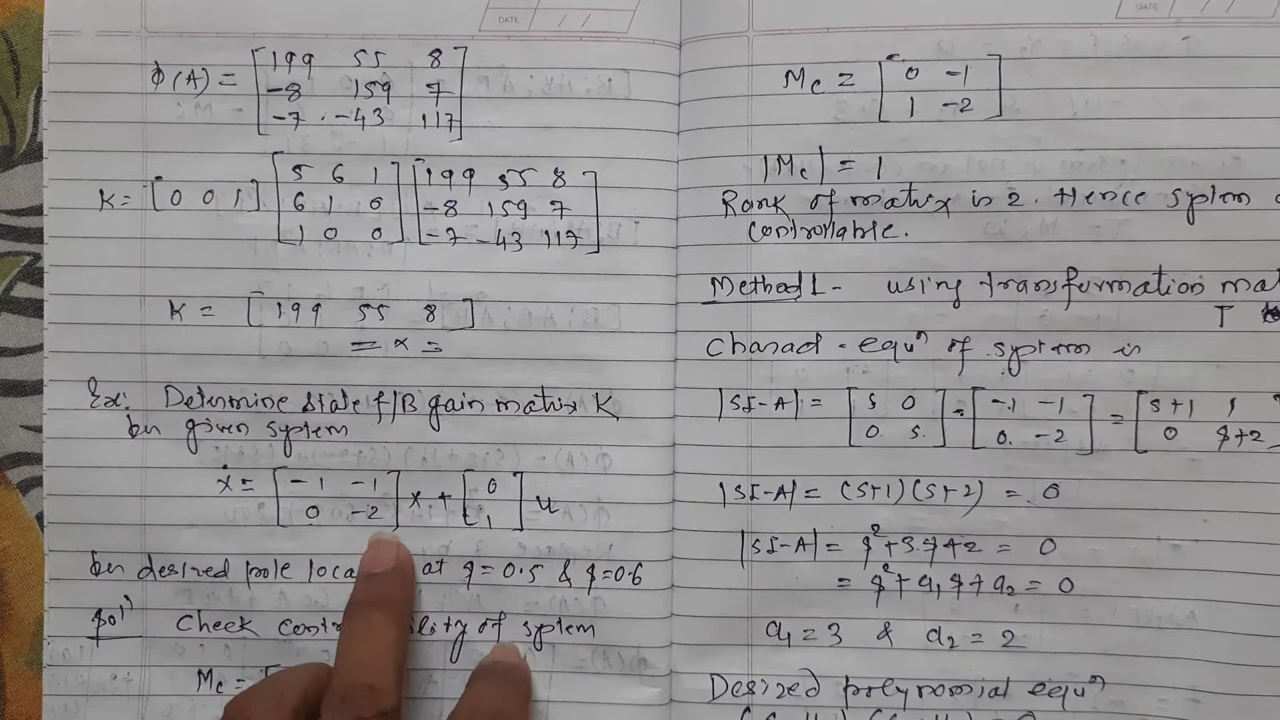 DATE
/ /
Φ(A) = [199 55 8
-8 159 7
-7 -43 117]
K = [0 0 1] [5 6 1 [199 55 8
6 1 0 -8 159 7
1 0 0] -7 -43 117]
K = [199 55 8]
= x =
Ex: Determine state f/B gain matrix K
for given system
ẋ = [-1 -1 x + [0 u
0 -2] 1]
for desired pole loca at s=0.5 & s=0.6
Sol^n Check cont ility of system
Mc =
DATE
/ /
Mc = [0 -1
1 -2]
|Mc| = 1
Rank of matrix is 2. Hence system
controllable.
Method 1 - using transformation mat
T
Charact - equ^n of system is
|SI-A| = [s 0 - [-1 -1 = [s+1 1
0 s] 0 -2] 0 s+2]
|SI-A| = (s+1)(s+2) = 0
|SI-A| = s²+3s+2 = 0
= s²+a₁s+a₂ = 0
a₁ = 3 & a₂ = 2
Desired polynomial equ^n